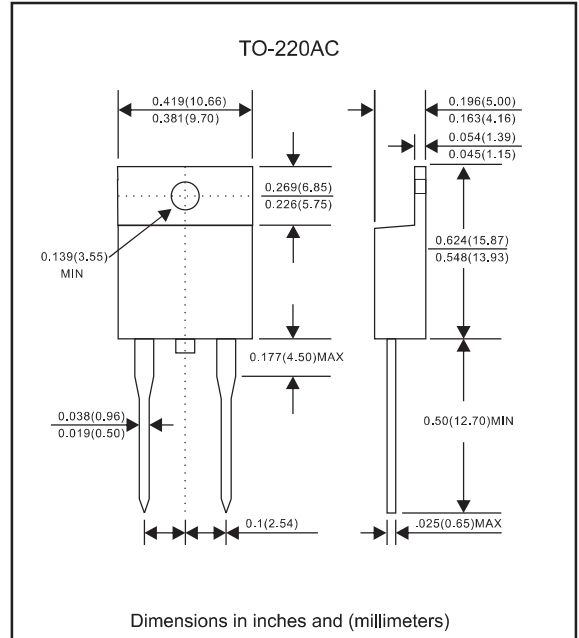 TO-220AC
0.419(10.66)
0.381(9.70)
0.196(5.00)
0.163(4.16)
0.054(1.39)
0.045(1.15)
0.269(6.85)
0.226(5.75)
0.624(15.87)
0.548(13.93)
0.139(3.55)
MIN
0.177(4.50)MAX
0.038(0.96)
0.019(0.50)
0.50(12.70)MIN
0.1(2.54)
.025(0.65)MAX
Dimensions in inches and (millimeters)